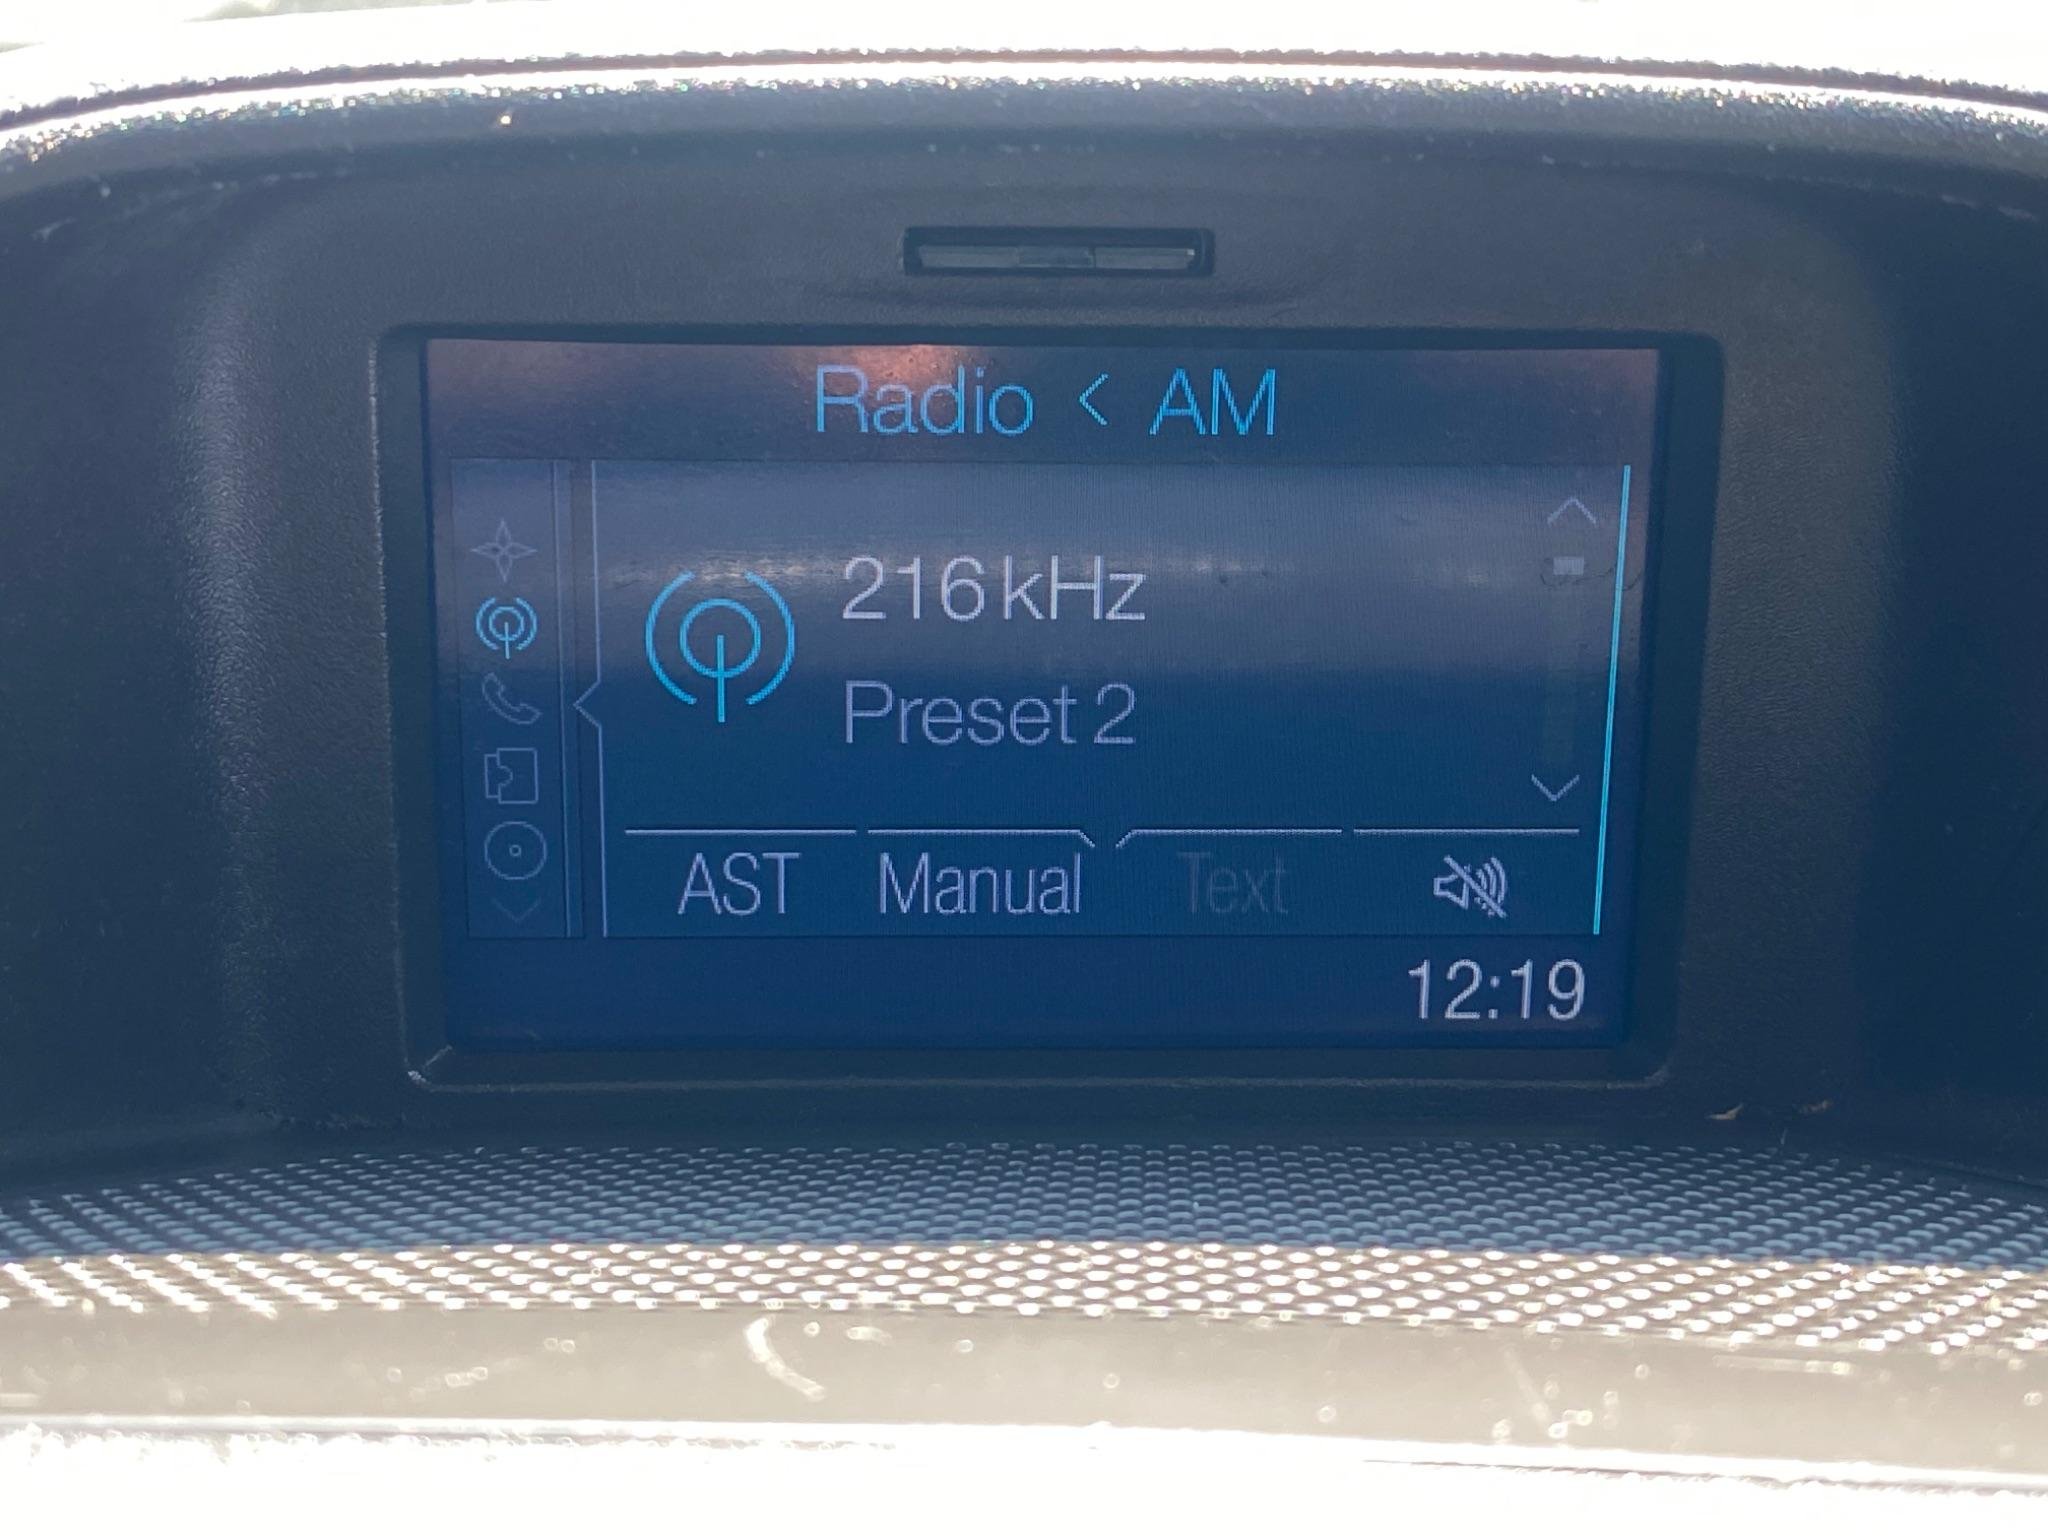 Radio < AM
216 kHz
Preset 2
AST Manual Text
12:19